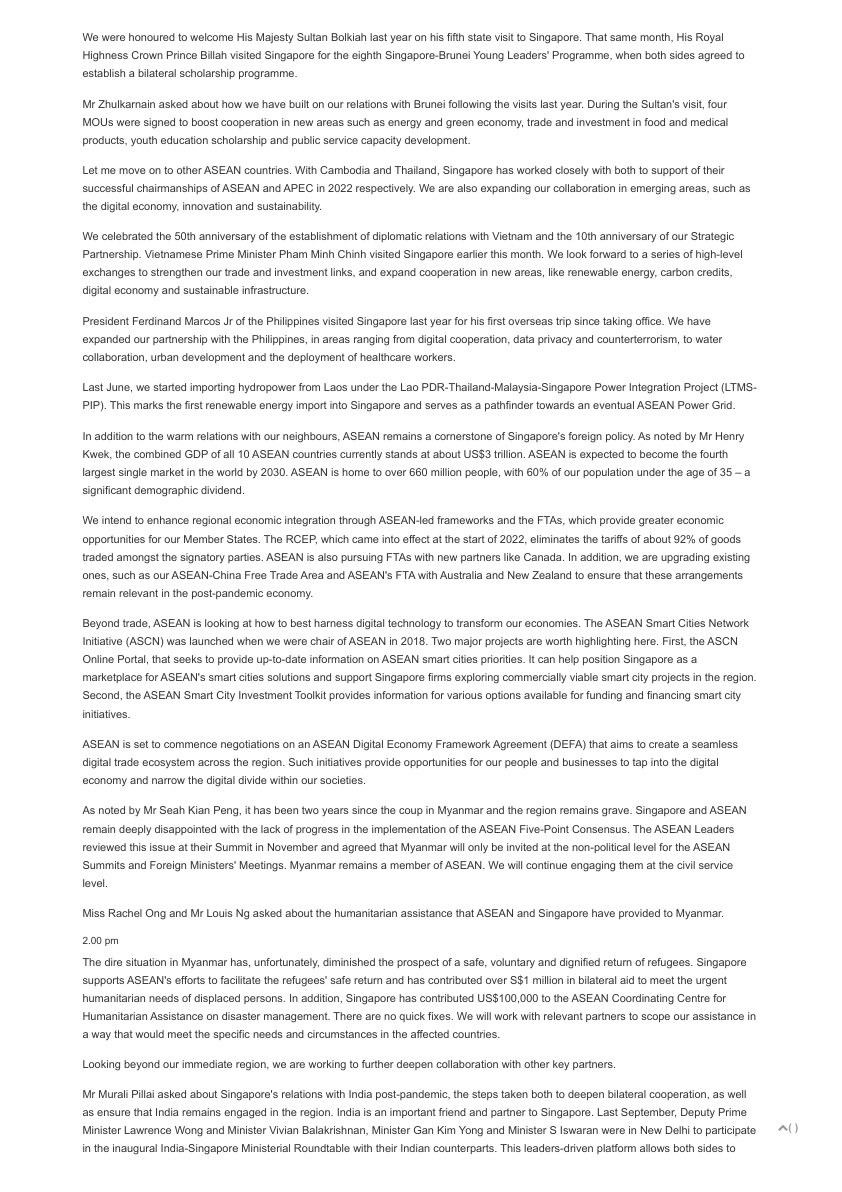 We were honoured to welcome His Majesty Sultan Bolkiah last year on his fifth state visit to Singapore. That same month, His Royal
Highness Crown Prince Billah visited Singapore for the eighth Singapore-Brunei Young Leaders' Programme, when both sides agreed to
establish a bilateral scholarship programme.
Mr Zhulkarnain asked about how we have built on our relations with Brunei following the visits last year. During the Sultan's visit, four
MOUs were signed to boost cooperation in new areas such as energy and green economy, trade and investment in food and medical
products, youth education scholarship and public service capacity development.
Let me move on to other ASEAN countries. With Cambodia and Thailand, Singapore has worked closely with both to support of their
successful chairmanships of ASEAN and APEC in 2022 respectively. We are also expanding our collaboration in emerging areas, such as
the digital economy, innovation and sustainability.
We celebrated the 50th anniversary of the establishment of diplomatic relations with Vietnam and the 10th anniversary of our Strategic
Partnership. Vietnamese Prime Minister Pham Minh Chinh visited Singapore earlier this month. We look forward to a series of high-level
exchanges to strengthen our trade and investment links, and expand cooperation in new areas, like renewable energy, carbon credits,
digital economy and sustainable infrastructure.
President Ferdinand Marcos Jr of the Philippines visited Singapore last year for his first overseas trip since taking office. We have
expanded our partnership with the Philippines, in areas ranging from digital cooperation, data privacy and counterterrorism, to water
collaboration, urban development and the deployment of healthcare workers.
Last June, we started importing hydropower from Laos under the Lao PDR-Thailand-Malaysia-Singapore Power Integration Project (LTMS-
PIP). This marks the first renewable energy import into Singapore and serves as a pathfinder towards an eventual ASEAN Power Grid.
In addition to the warm relations with our neighbours, ASEAN remains a cornerstone of Singapore's foreign policy. As noted by Mr Henry
Kwek, the combined GDP of all 10 ASEAN countries currently stands at about US$3 trillion. ASEAN is expected to become the fourth
largest single market in the world by 2030. ASEAN is home to over 660 million people, with 60% of our population under the age of 35 – a
significant demographic dividend.
We intend to enhance regional economic integration through ASEAN-led frameworks and the FTAs, which provide greater economic
opportunities for our Member States. The RCEP, which came into effect at the start of 2022, eliminates the tariffs of about 92% of goods
traded amongst the signatory parties. ASEAN is also pursuing FTAs with new partners like Canada. In addition, we are upgrading existing
ones, such as our ASEAN-China Free Trade Area and ASEAN's FTA with Australia and New Zealand to ensure that these arrangements
remain relevant in the post-pandemic economy.
Beyond trade, ASEAN is looking at how to best harness digital technology to transform our economies. The ASEAN Smart Cities Network
Initiative (ASCN) was launched when we were chair of ASEAN in 2018. Two major projects are worth highlighting here. First, the ASCN
Online Portal, that seeks to provide up-to-date information on ASEAN smart cities priorities. It can help position Singapore as a
marketplace for ASEAN's smart cities solutions and support Singapore firms exploring commercially viable smart city projects in the region.
Second, the ASEAN Smart City Investment Toolkit provides information for various options available for funding and financing smart city
initiatives.
ASEAN is set to commence negotiations on an ASEAN Digital Economy Framework Agreement (DEFA) that aims to create a seamless
digital trade ecosystem across the region. Such initiatives provide opportunities for our people and businesses to tap into the digital
economy and narrow the digital divide within our societies.
As noted by Mr Seah Kian Peng, it has been two years since the coup in Myanmar and the region remains grave. Singapore and ASEAN
remain deeply disappointed with the lack of progress in the implementation of the ASEAN Five-Point Consensus. The ASEAN Leaders
reviewed this issue at their Summit in November and agreed that Myanmar will only be invited at the non-political level for the ASEAN
Summits and Foreign Ministers' Meetings. Myanmar remains a member of ASEAN. We will continue engaging them at the civil service
level.
Miss Rachel Ong and Mr Louis Ng asked about the humanitarian assistance that ASEAN and Singapore have provided to Myanmar.
2.00 pm
The dire situation in Myanmar has, unfortunately, diminished the prospect of a safe, voluntary and dignified return of refugees. Singapore
supports ASEAN's efforts to facilitate the refugees' safe return and has contributed over S$1 million in bilateral aid to meet the urgent
humanitarian needs of displaced persons. In addition, Singapore has contributed US$100,000 to the ASEAN Coordinating Centre for
Humanitarian Assistance on disaster management. There are no quick fixes. We will work with relevant partners to scope our assistance in
a way that would meet the specific needs and circumstances in the affected countries.
Looking beyond our immediate region, we are working to further deepen collaboration with other key partners.
Mr Murali Pillai asked about Singapore's relations with India post-pandemic, the steps taken both to deepen bilateral cooperation, as well
as ensure that India remains engaged in the region. India is an important friend and partner to Singapore. Last September, Deputy Prime
Minister Lawrence Wong and Minister Vivian Balakrishnan, Minister Gan Kim Yong and Minister S Iswaran were in New Delhi to participate
in the inaugural India-Singapore Ministerial Roundtable with their Indian counterparts. This leaders-driven platform allows both sides to
( )